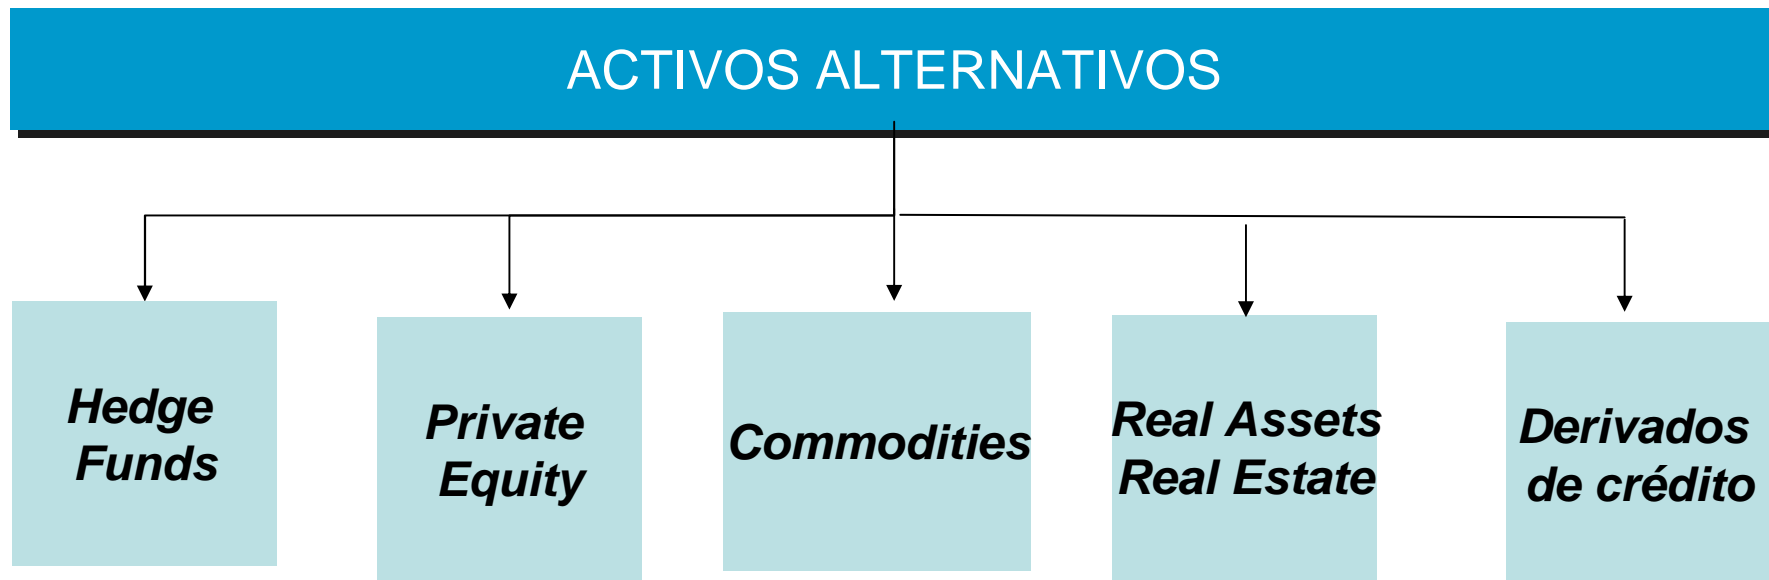 ACTIVOS ALTERNATIVOS
Hedge
Funds
Private
Equity
Commodities
Real Assets
Real Estate
Derivados
de crédito